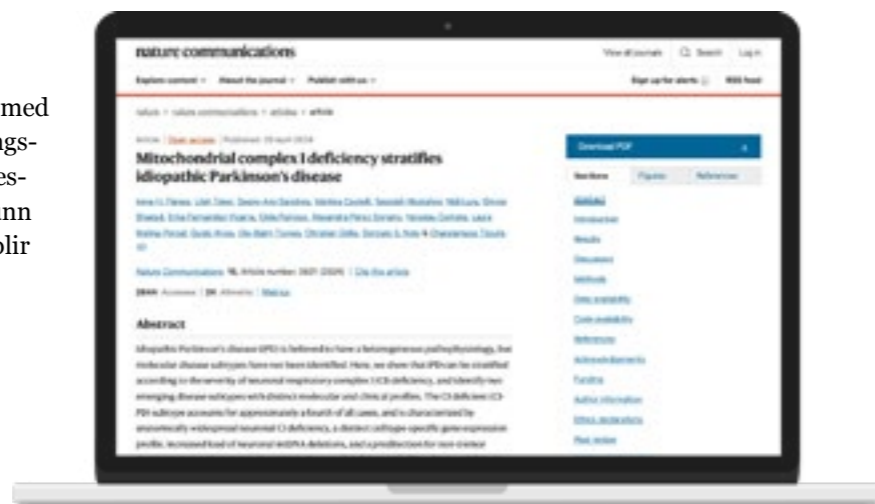 med
ngs-
es-
unn
olir
nature communications
View all journals Search Log in
Explore content About the journal Publish with us
Sign up for alerts RSS feed
nature > nature communications > articles > article
Article | Open access | Published:
Mitochondrial complex I deficiency stratifies
idiopathic Parkinson's disease
Nature Communications 15, Article number: (2024) | Cite this article
Accesses | Altmetric | Metrics
Abstract
Idiopathic Parkinson's disease (iPD) is believed to have a heterogeneous pathophysiology, but
molecular disease subtypes have not been identified. Here, we show that iPD can be stratified
according to the severity of neuronal respiratory complex I (CI) deficiency, and identify two
emerging disease subtypes with distinct molecular and clinical profiles. The CI deficient (CI-
PD) subtype accounts for approximately a fourth of all cases, and is characterized by
anatomically widespread neuronal CI deficiency, a distinct cell type-specific gene expression
profile, increased load of neuronal mtDNA deletions, and a predilection for non-tremor
Download PDF
Sections Figures References
Abstract
Introduction
Results
Discussion
Methods
Data availability
Code availability
References
Acknowledgements
Funding
Author information
Ethics declarations
Peer review